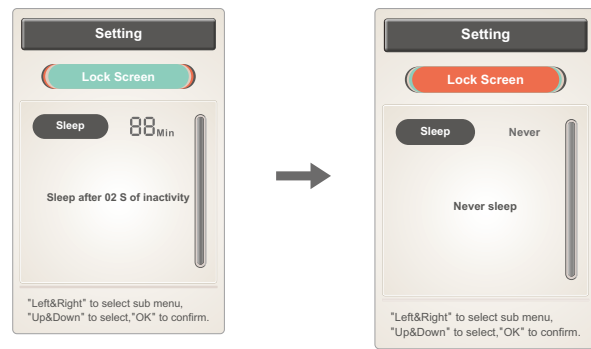 Setting
Lock Screen
Sleep 88 Min
Sleep after 02 S of inactivity
"Left&Right" to select sub menu,
"Up&Down" to select,"OK" to confirm.
Setting
Lock Screen
Sleep Never
Never sleep
"Left&Right" to select sub menu,
"Up&Down" to select,"OK" to confirm.